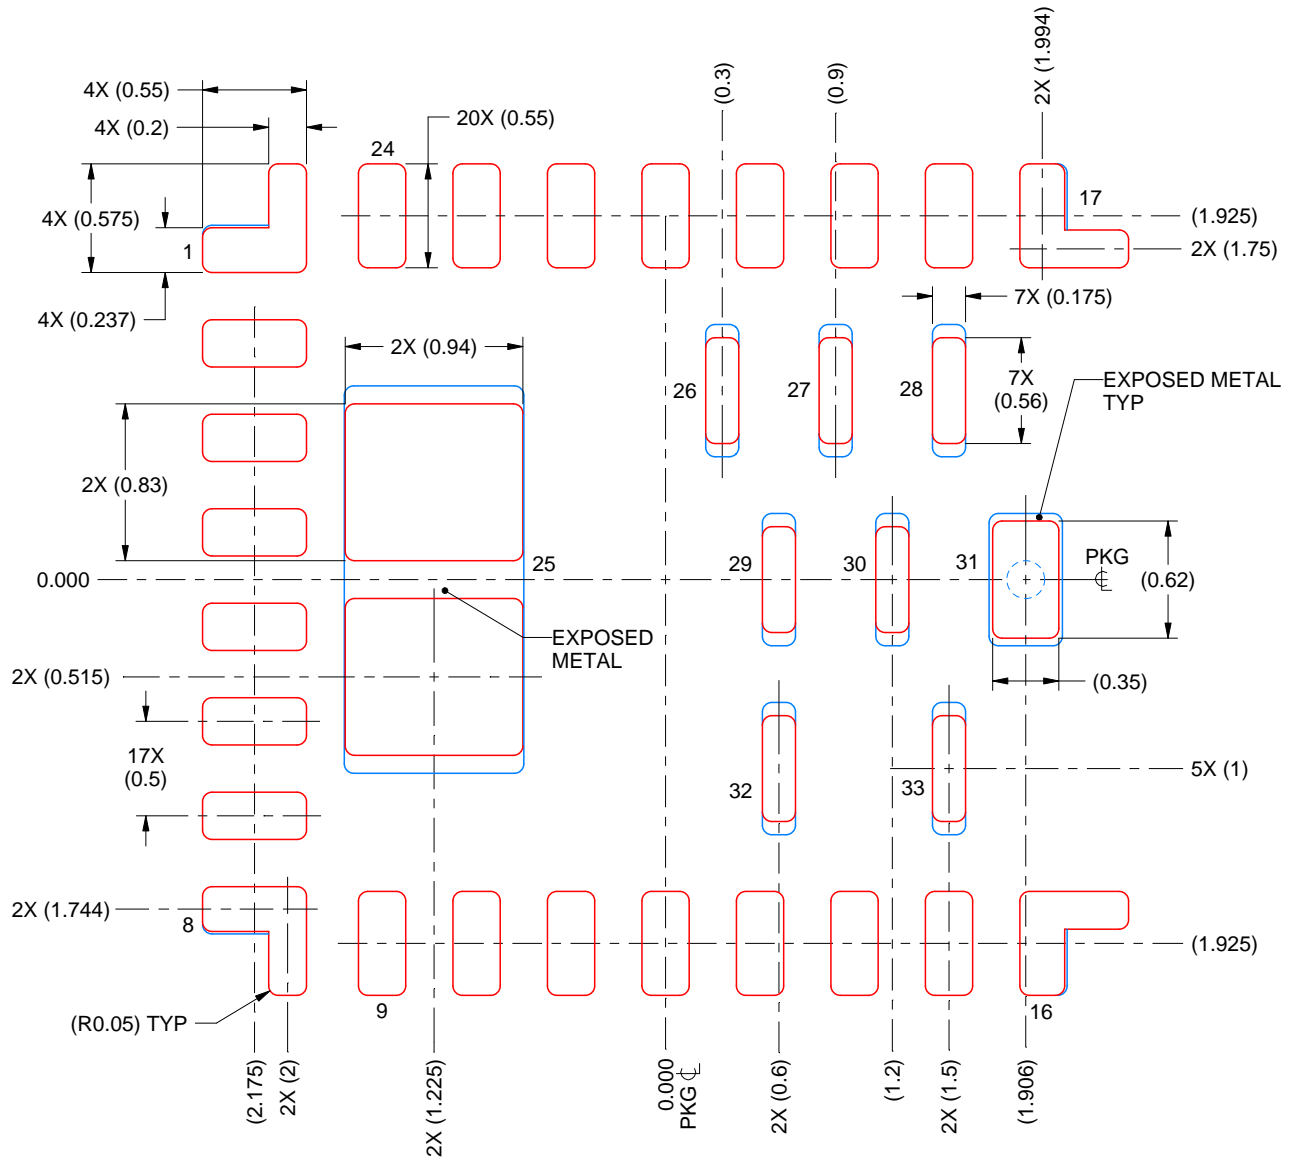 2X (1.994)
(0.3)
(0.9)
4X (0.55)
20X (0.55)
4X (0.2)
24
17
4X (0.575)
(1.925)
1
2X (1.75)
7X (0.175)
4X (0.237)
2X (0.94)
EXPOSED METAL
TYP
26
27
28
7X
(0.56)
2X (0.83)
0.000
25
29
30
31
PKG
(0.62)
EXPOSED
METAL
2X (0.515)
(0.35)
17X
(0.5)
32
33
5X (1)
2X (1.744)
8
(1.925)
9
16
(R0.05) TYP
(2.175)
2X (2)
2X (1.225)
0.000
PKG
2X (0.6)
(1.2)
2X (1.5)
(1.906)